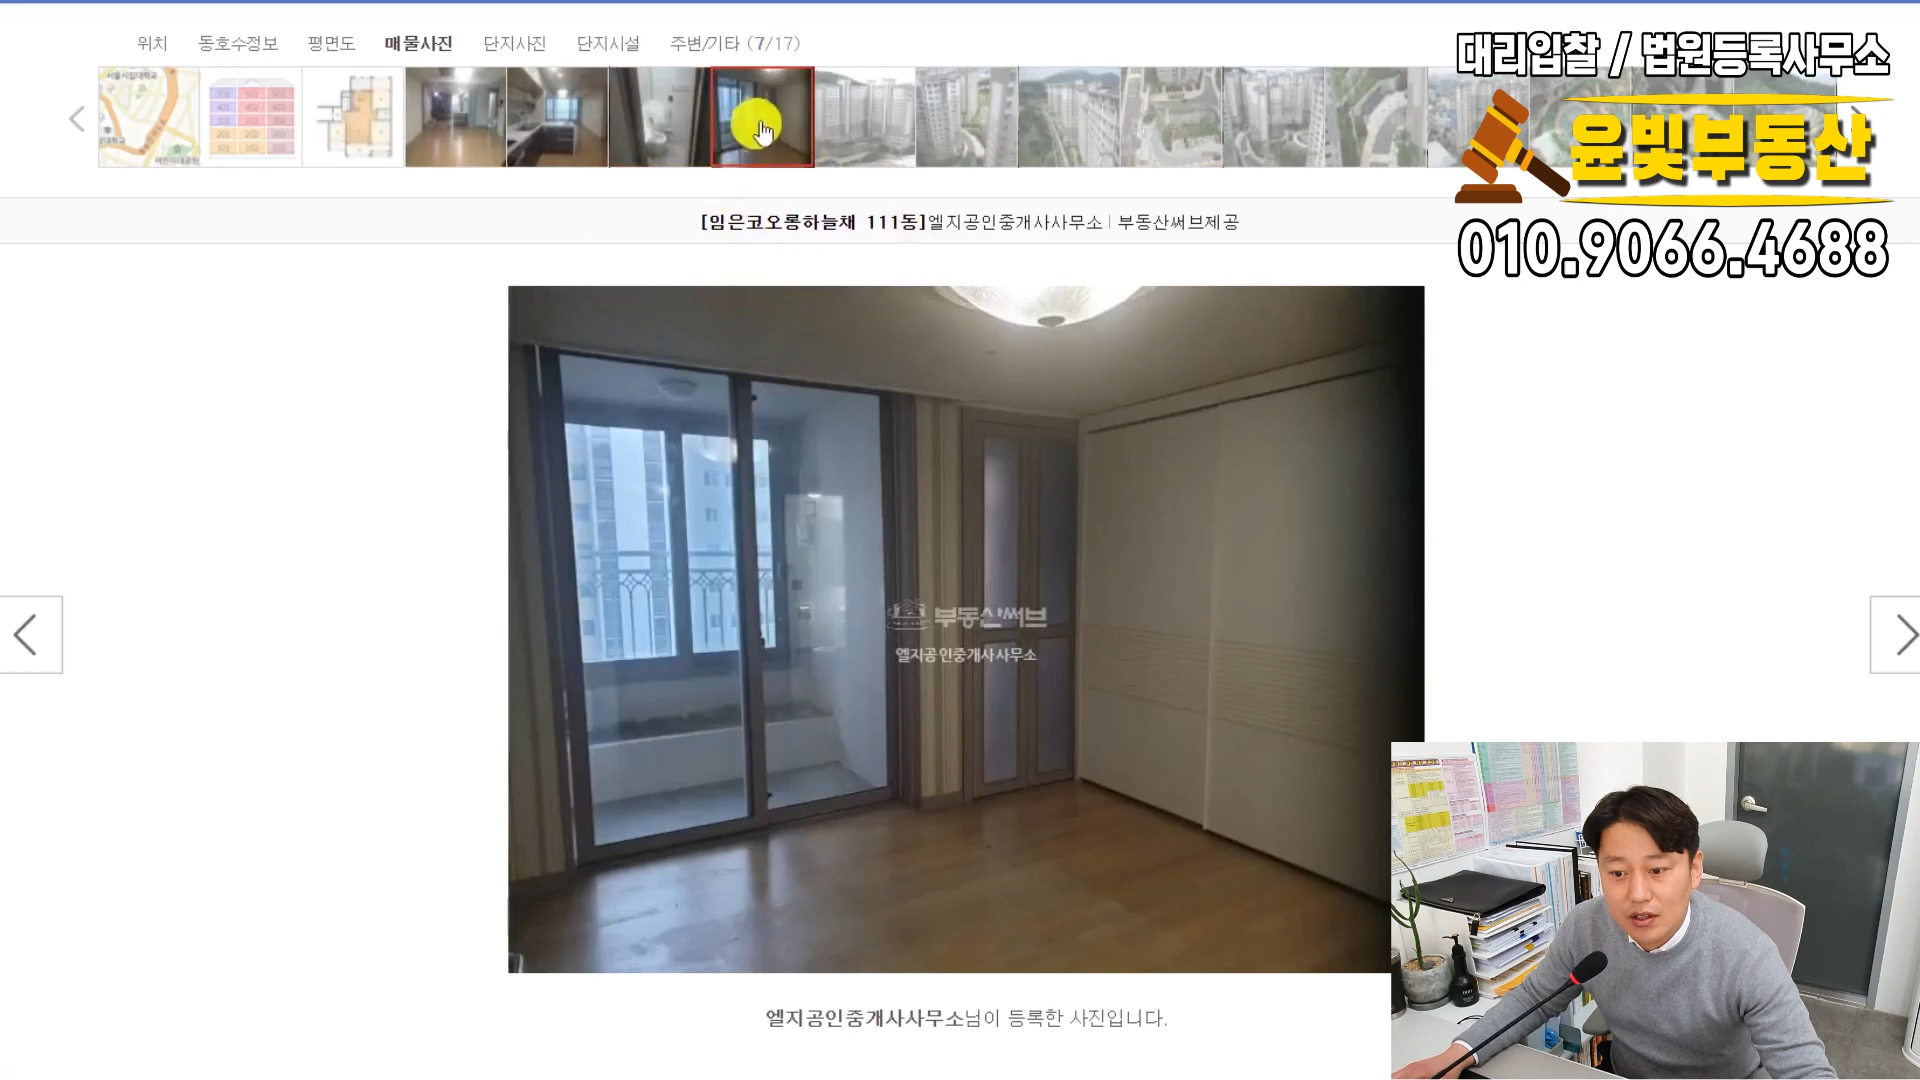 위치 동호수정보 평면도 매물사진 단지사진 단지시설 주변/기타 (7/17)
대리입찰 / 법원등록사무소
윤빛부동산
010.9066.4688
[임은코오롱하늘채 111동]엘지공인중개사사무소 | 부동산써브제공
부동산써브
엘지공인중개사사무소
엘지공인중개사사무소님이 등록한 사진입니다.